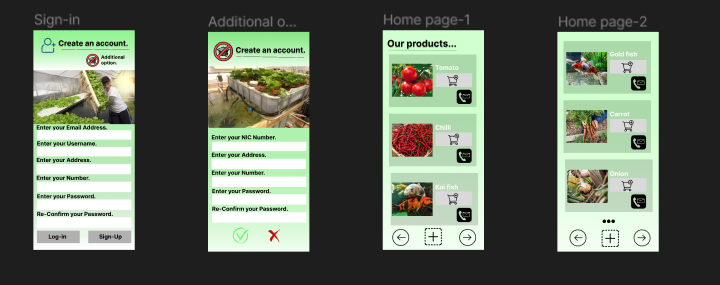 Sign-in
Create an account.
Additional
option.
Enter your Email Address.
Enter your Username.
Enter your Address.
Enter your Number.
Enter your Password.
Re-Confirm your Password.
Log-in
Sign-Up
Additional o...
Create an account.
Enter your NIC Number.
Enter your Address.
Enter your Number.
Enter your Password.
Re-Confirm your Password.
Home page-1
Our products...
Tomato
Chilli
Koi fish
Home page-2
Gold fish
Carrot
Onion